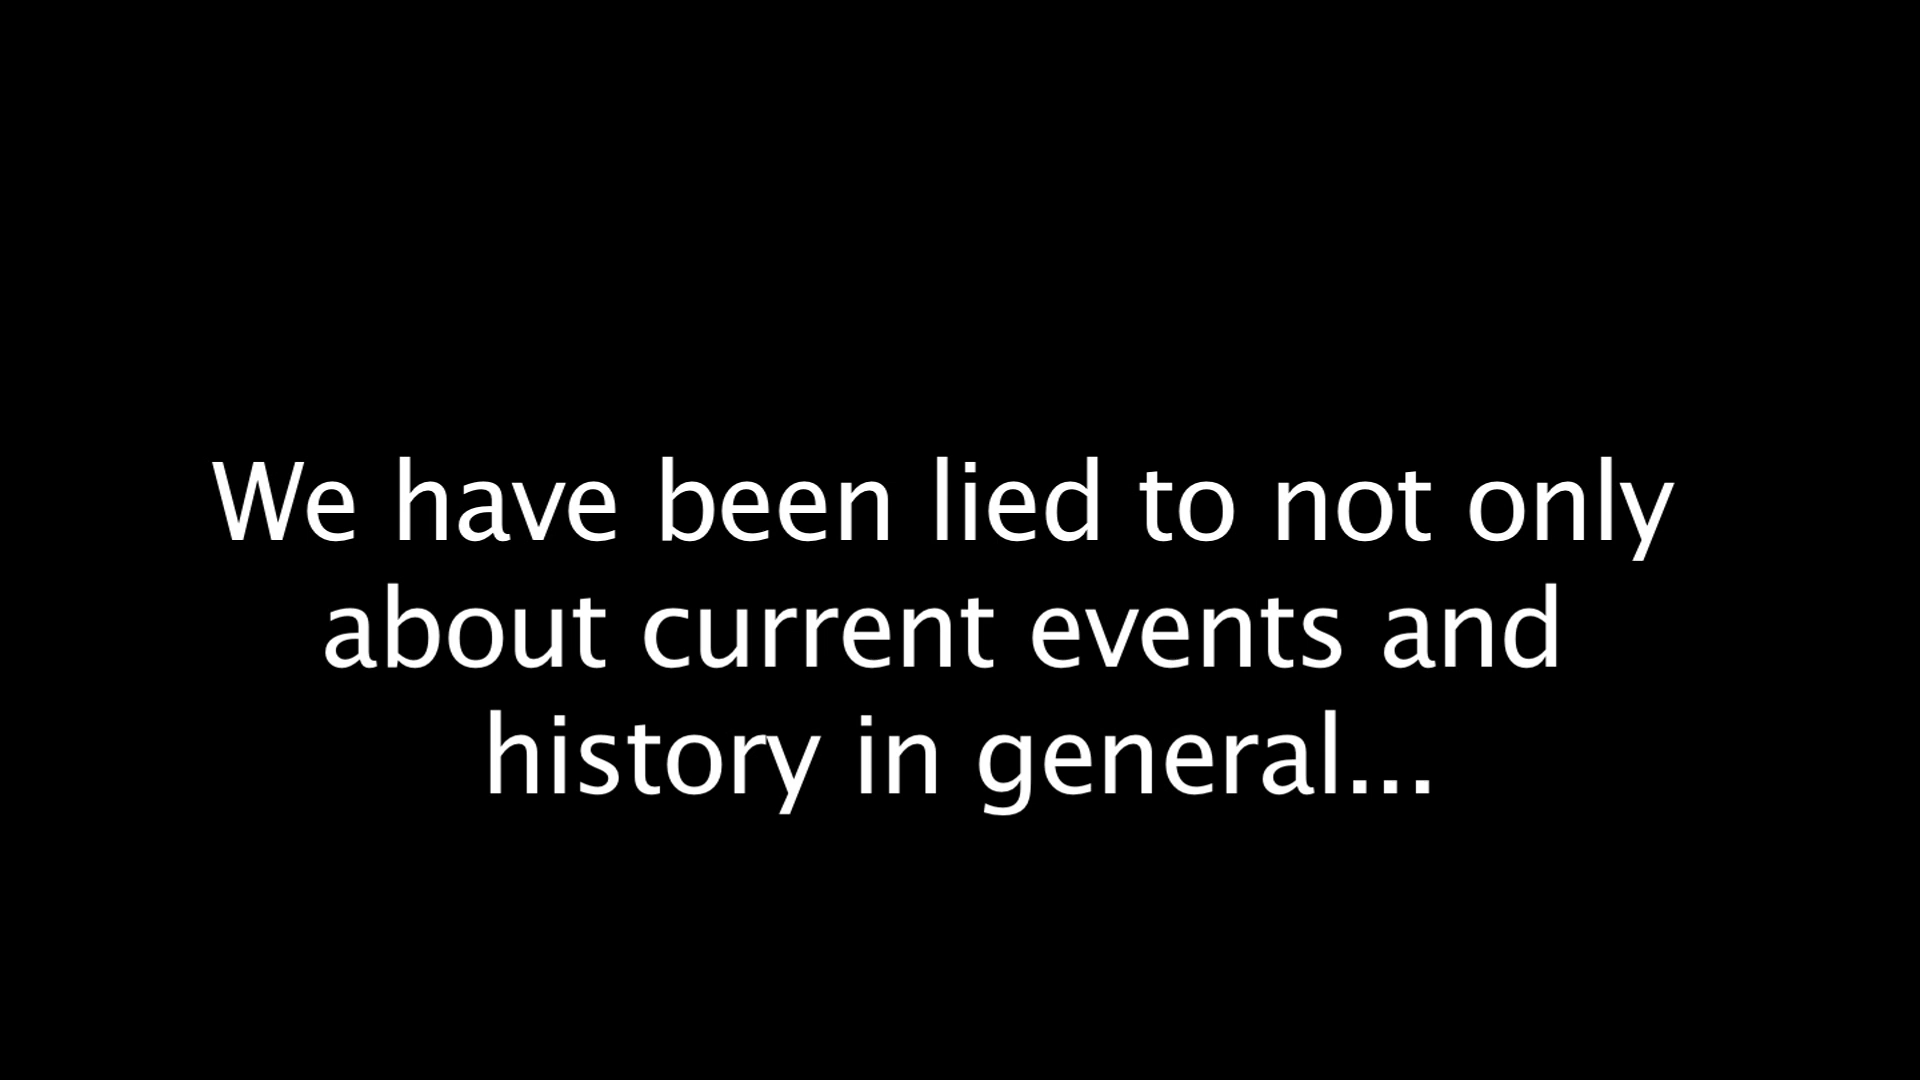 We have been lied to not only
about current events and
history in general...